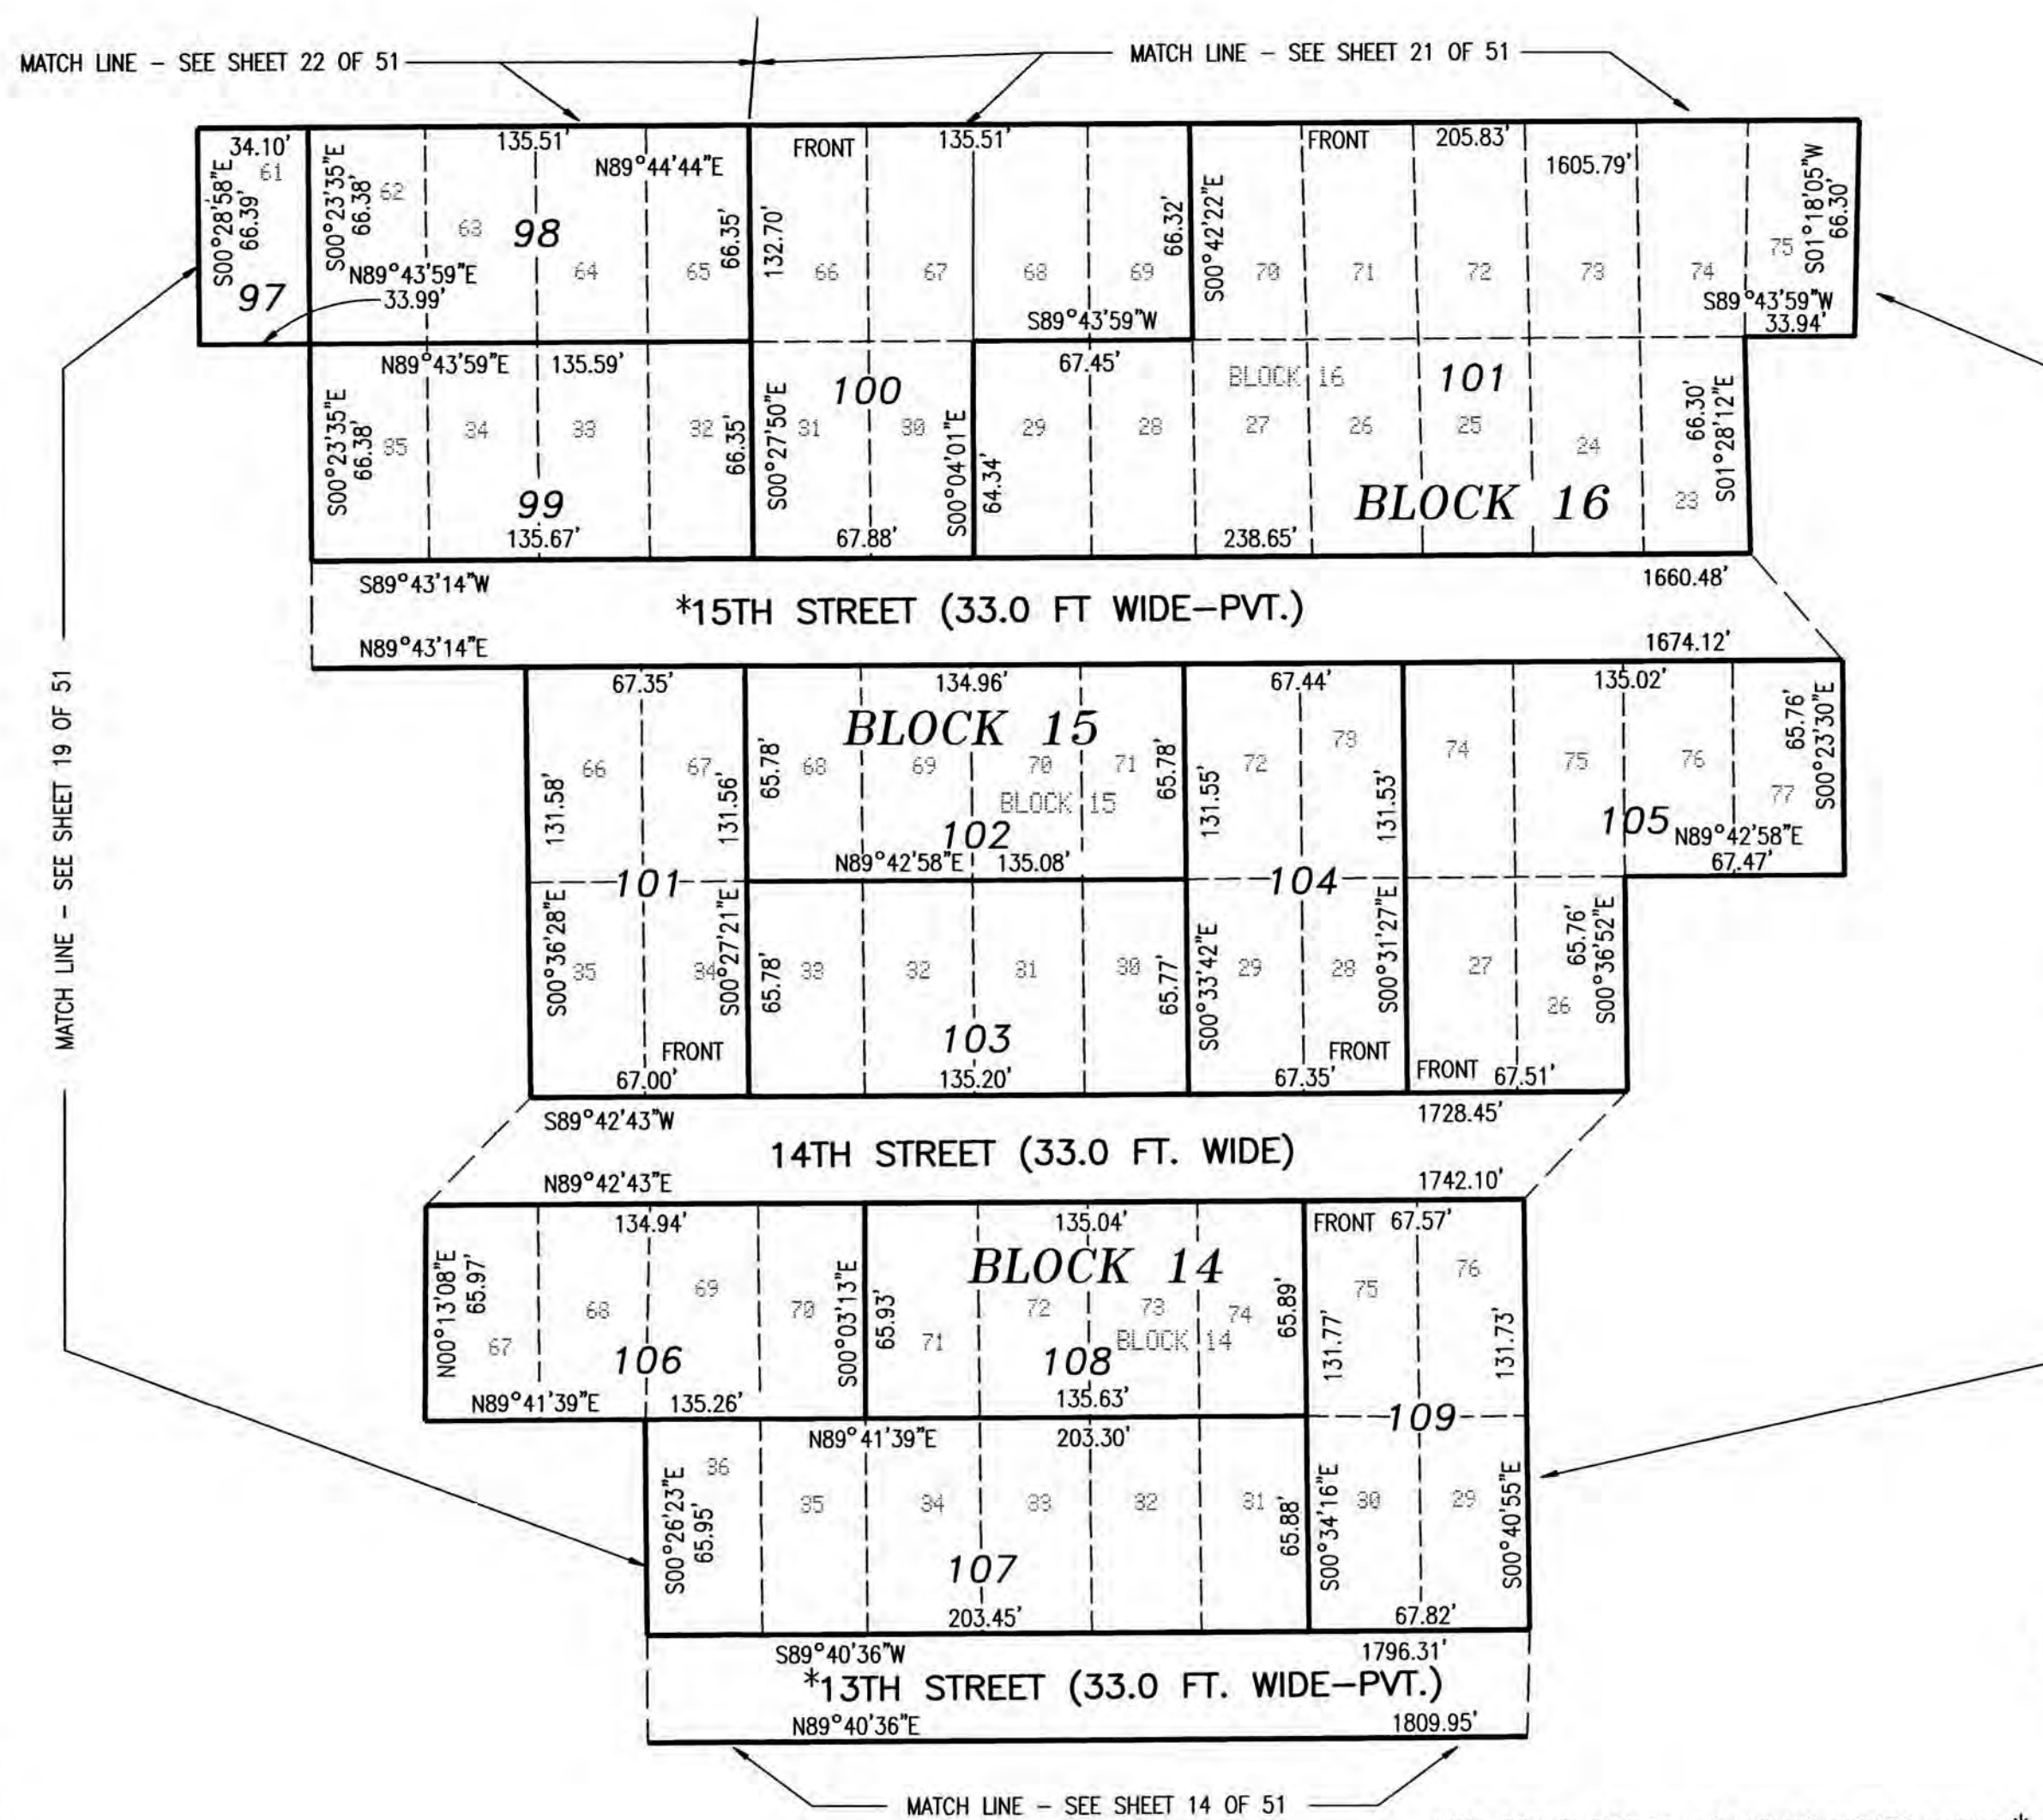 MATCH LINE – SEE SHEET 22 OF 51
MATCH LINE – SEE SHEET 21 OF 51
34.10'
61
S00°28'58"E
66.39'
97
S00°23'35"E
66.38'
62
135.51'
N89°44'44"E
63
98
64
65
66.35'
N89°43'59"E
33.99'
FRONT
135.51'
132.70'
66
67
68
69
66.32'
S89°43'59"W
FRONT
205.83'
1605.79'
S00°42'22"E
70
71
72
73
74
75
S01°18'05"W
66.30'
S89°43'59"W
33.94'
N89°43'59"E
135.59'
S00°23'35"E
66.38'
35
34
33
32
66.35'
99
135.67'
S00°27'50"E
100
31
30
S00°04'01"E
67.88'
67.45'
64.34'
29
28
BLOCK 16
27
26
101
25
24
23
66.30'
S01°28'12"E
BLOCK 16
238.65'
S89°43'14"W
1660.48'
*15TH STREET (33.0 FT WIDE–PVT.)
N89°43'14"E
1674.12'
MATCH LINE – SEE SHEET 19 OF 51
67.35'
134.96'
67.44'
135.02'
BLOCK 15
131.58'
66
67
131.56'
65.78'
68
69
70
71
65.78'
BLOCK 15
102
N89°42'58"E
135.08'
131.55'
72
73
131.53'
74
75
76
77
65.76'
S00°23'30"E
105
N89°42'58"E
67.47'
101
104
S00°36'28"E
35
34
S00°27'21"E
65.78'
33
32
31
30
65.77'
S00°33'42"E
29
28
S00°31'27"E
27
26
65.76'
S00°36'52"E
103
FRONT
67.00'
135.20'
FRONT
67.35'
FRONT
67.51'
S89°42'43"W
1728.45'
14TH STREET (33.0 FT. WIDE)
N89°42'43"E
1742.10'
134.94'
135.04'
FRONT
67.57'
BLOCK 14
N00°13'08"E
65.97'
67
68
69
70
S00°03'13"E
65.93'
71
72
73
74
65.89'
BLOCK 14
106
108
N89°41'39"E
135.26'
135.63'
75
76
131.77'
131.73'
109
N89°41'39"E
203.30'
S00°26'23"E
65.95'
36
35
34
33
32
31
65.88'
S00°34'16"E
30
29
S00°40'55"E
107
203.45'
67.82'
S89°40'36"W
1796.31'
*13TH STREET (33.0 FT. WIDE–PVT.)
N89°40'36"E
1809.95'
MATCH LINE – SEE SHEET 14 OF 51